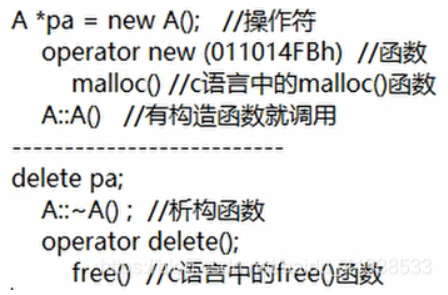 A *pa = new A();  //操作符
operator new (011014FBh)  //函数
malloc() //c语言中的malloc()函数
A::A()   //有构造函数就调用
---------------------------
delete pa;
A::~A() ;  //析构函数
operator delete();
free()  //c语言中的free()函数